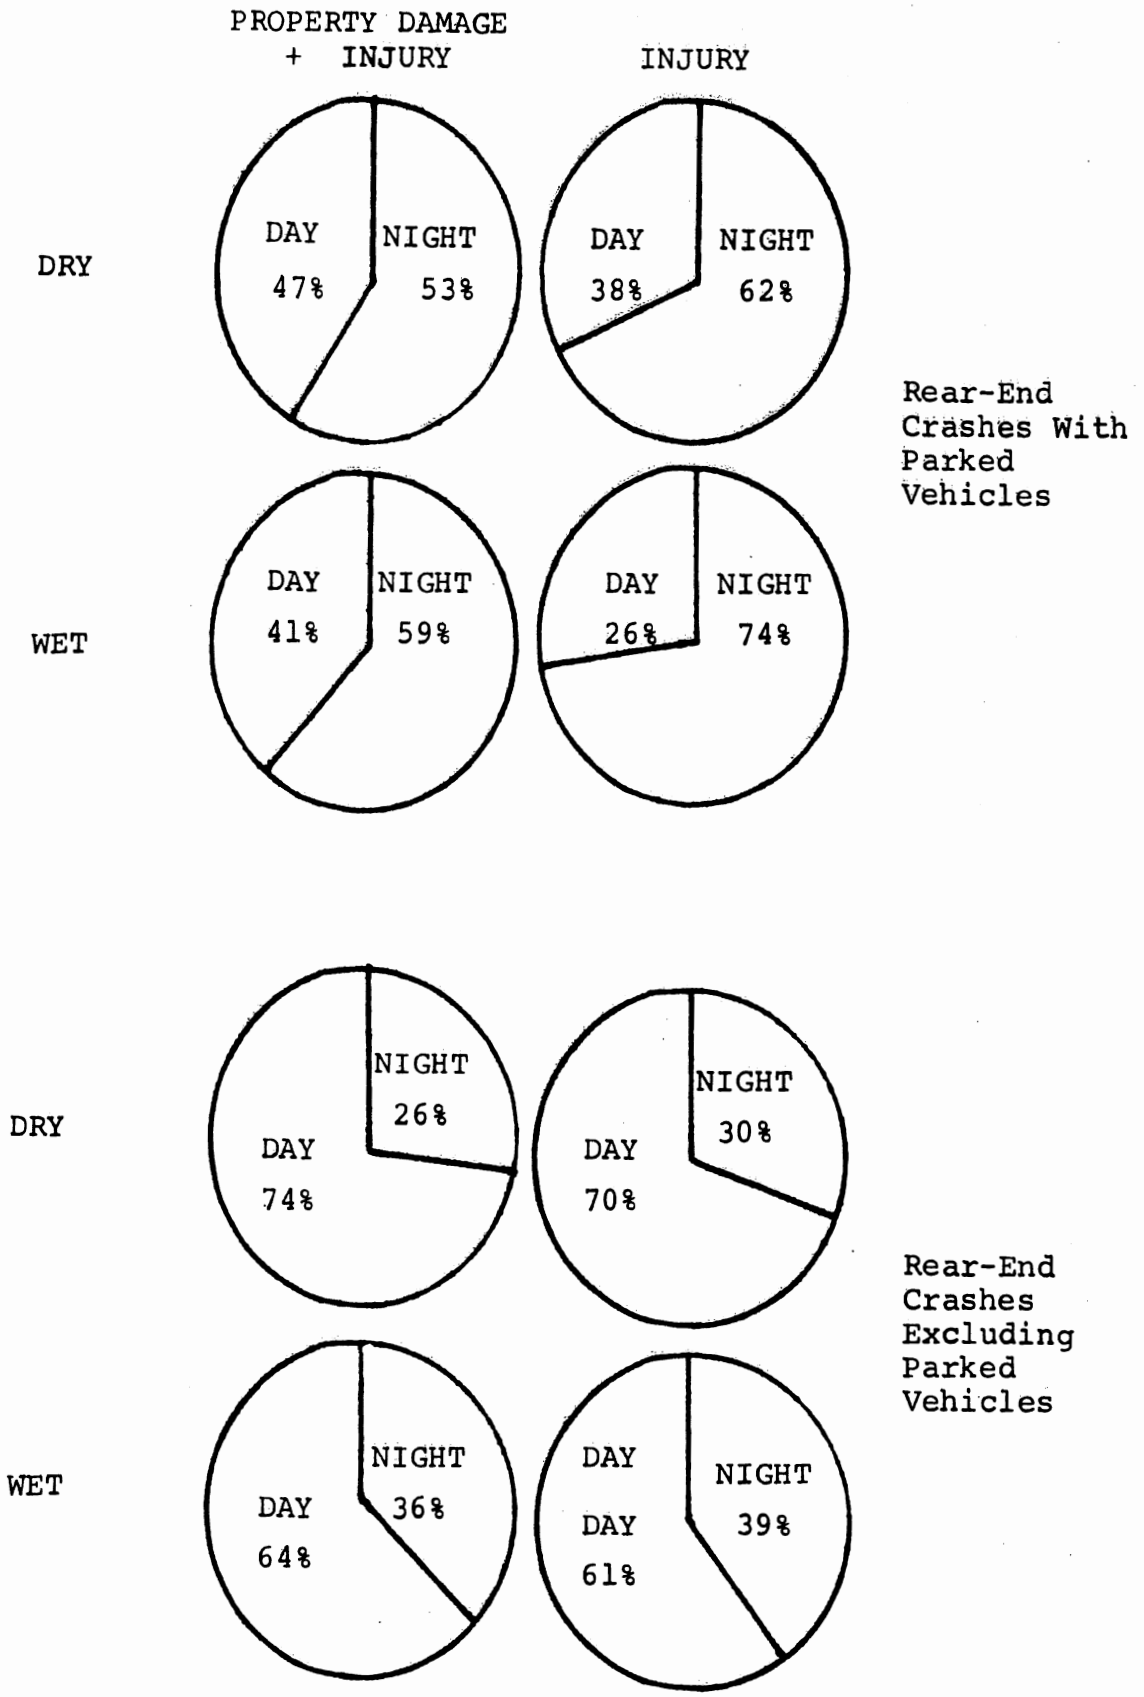 PROPERTY DAMAGE
+ INJURY
INJURY
DRY
DAY
47%
NIGHT
53%
DAY
38%
NIGHT
62%
Rear-End
Crashes With
Parked
Vehicles
WET
DAY
41%
NIGHT
59%
DAY
26%
NIGHT
74%
DRY
NIGHT
26%
DAY
74%
NIGHT
30%
DAY
70%
Rear-End
Crashes
Excluding
Parked
Vehicles
WET
NIGHT
36%
DAY
64%
DAY
DAY
61%
NIGHT
39%